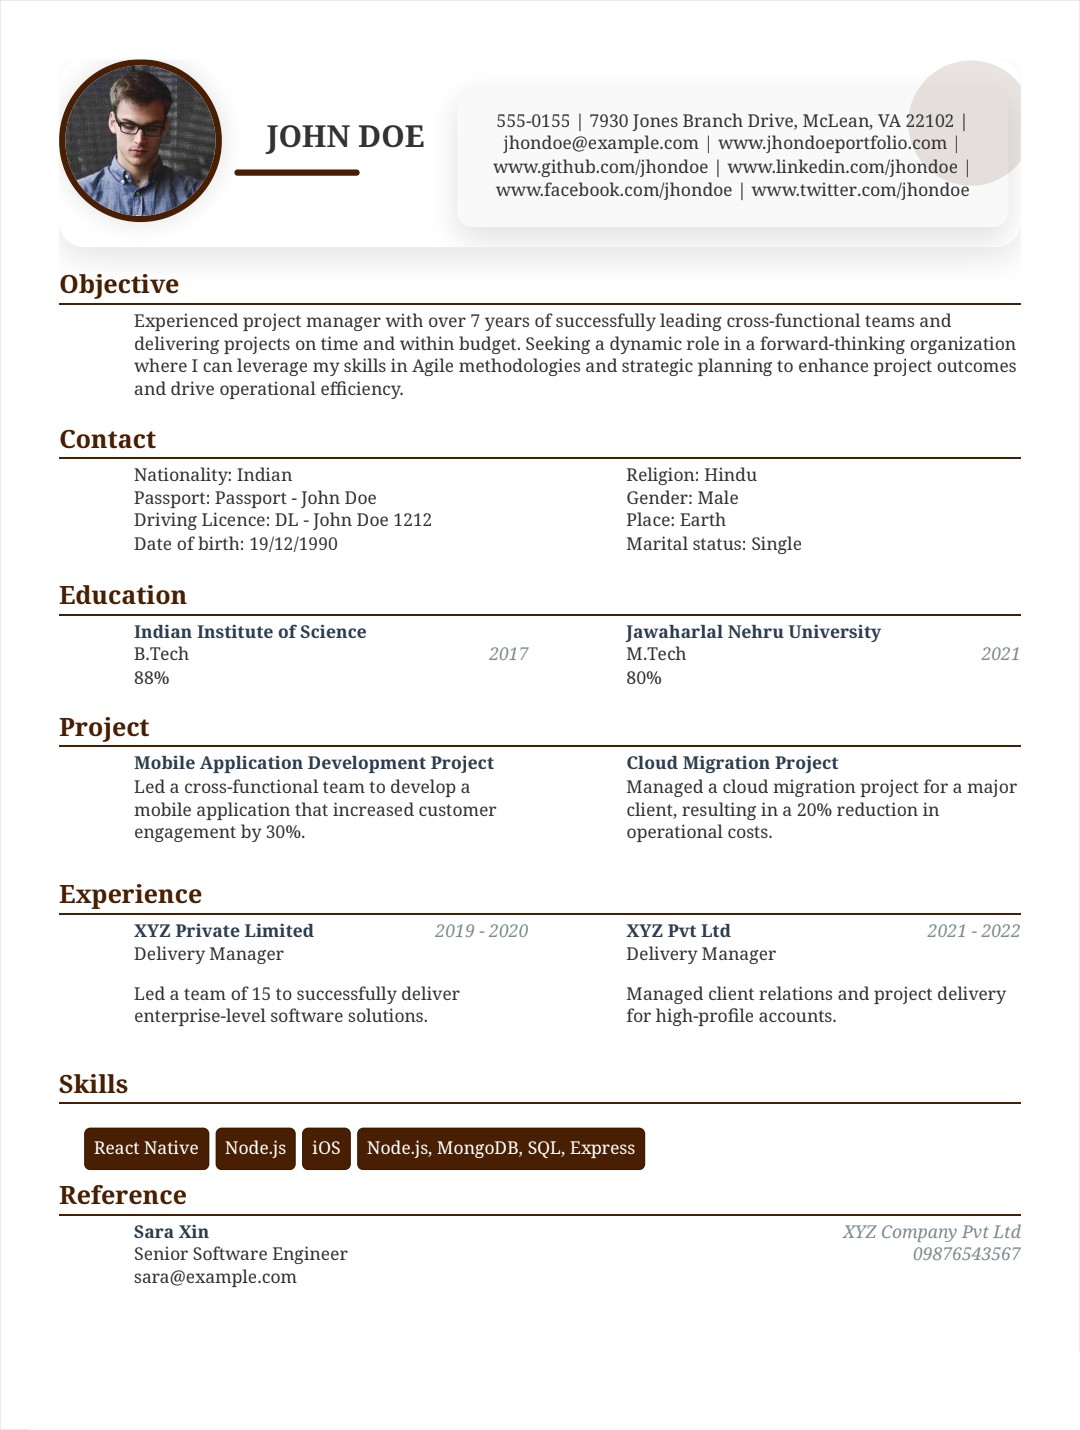 JOHN DOE
555-0155 | 7930 Jones Branch Drive, McLean, VA 22102 |
jhondoe@example.com | www.jhondoeportfolio.com |
www.github.com/jhondoe | www.linkedin.com/jhondoe |
www.facebook.com/jhondoe | www.twitter.com/jhondoe
Objective
Experienced project manager with over 7 years of successfully leading cross-functional teams and
delivering projects on time and within budget. Seeking a dynamic role in a forward-thinking organization
where I can leverage my skills in Agile methodologies and strategic planning to enhance project outcomes
and drive operational efficiency.
Contact
Nationality: Indian
Passport: Passport - John Doe
Driving Licence: DL - John Doe 1212
Date of birth: 19/12/1990
Religion: Hindu
Gender: Male
Place: Earth
Marital status: Single
Education
Indian Institute of Science
B.Tech 2017
88%
Jawaharlal Nehru University
M.Tech 2021
80%
Project
Mobile Application Development Project
Led a cross-functional team to develop a
mobile application that increased customer
engagement by 30%.
Cloud Migration Project
Managed a cloud migration project for a major
client, resulting in a 20% reduction in
operational costs.
Experience
XYZ Private Limited 2019 - 2020
Delivery Manager
Led a team of 15 to successfully deliver
enterprise-level software solutions.
XYZ Pvt Ltd 2021 - 2022
Delivery Manager
Managed client relations and project delivery
for high-profile accounts.
Skills
React Native Node.js iOS Node.js, MongoDB, SQL, Express
Reference
Sara Xin XYZ Company Pvt Ltd
Senior Software Engineer 09876543567
sara@example.com